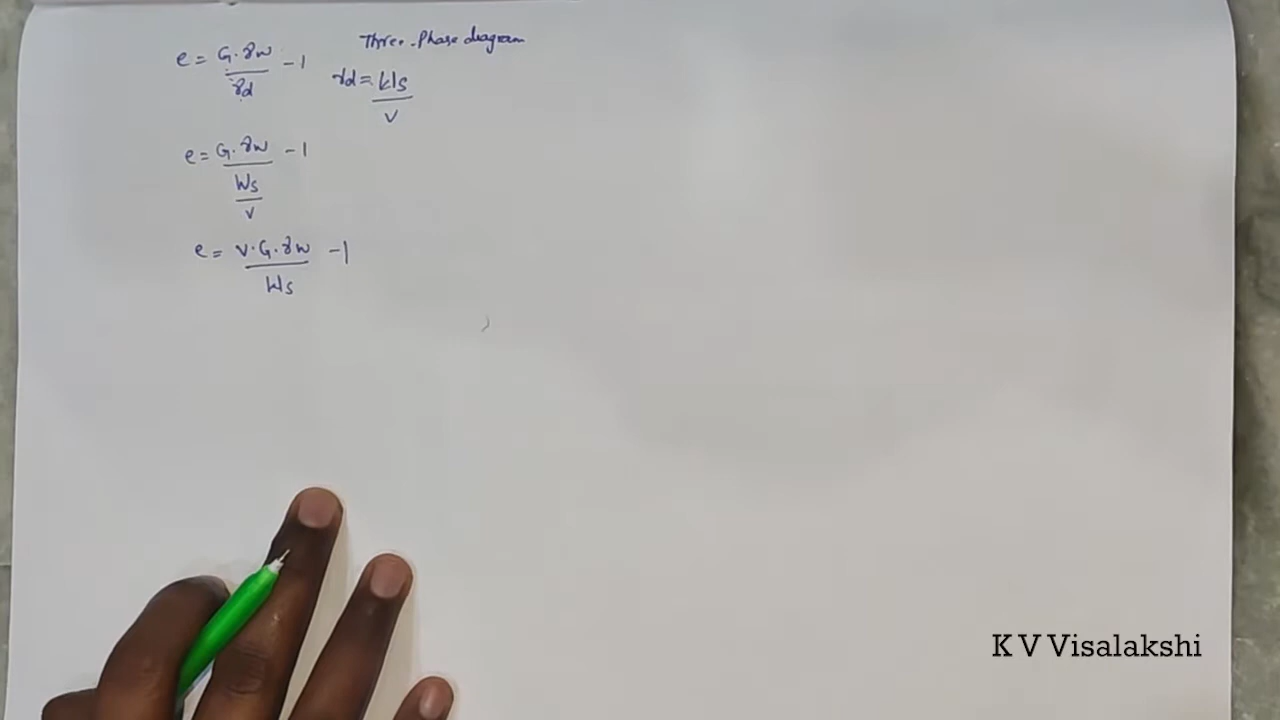 Three-Phase diagram
e = G.γw / γd - 1
γd = Ws / V
e = G.γw / (Ws / V) - 1
e = V.G.γw / Ws - 1
K V Visalakshi